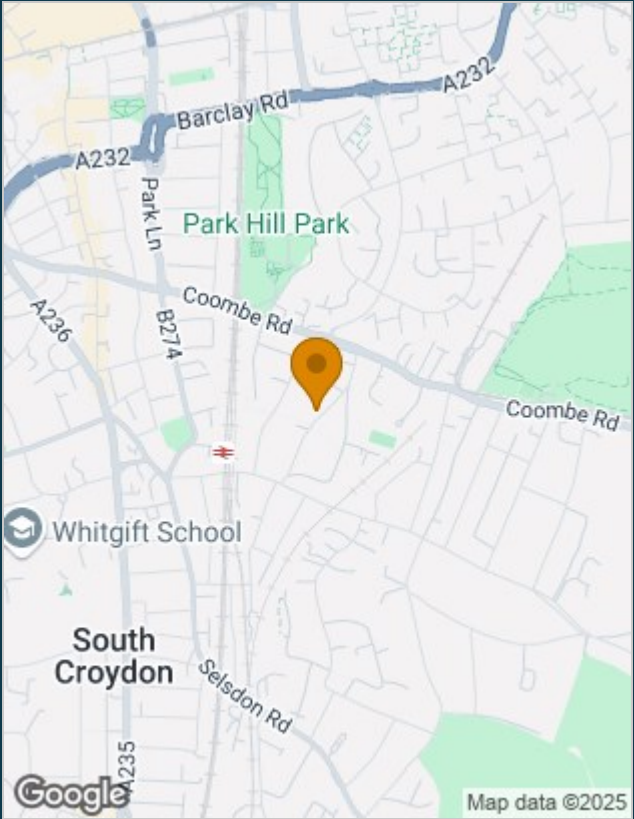 A232
Barclay Rd
A232
Park Ln
Park Hill Park
A236
B274
Coombe Rd
Coombe Rd
Whitgift School
South
Croydon
Selsdon Rd
A235
Google
Map data ©2025